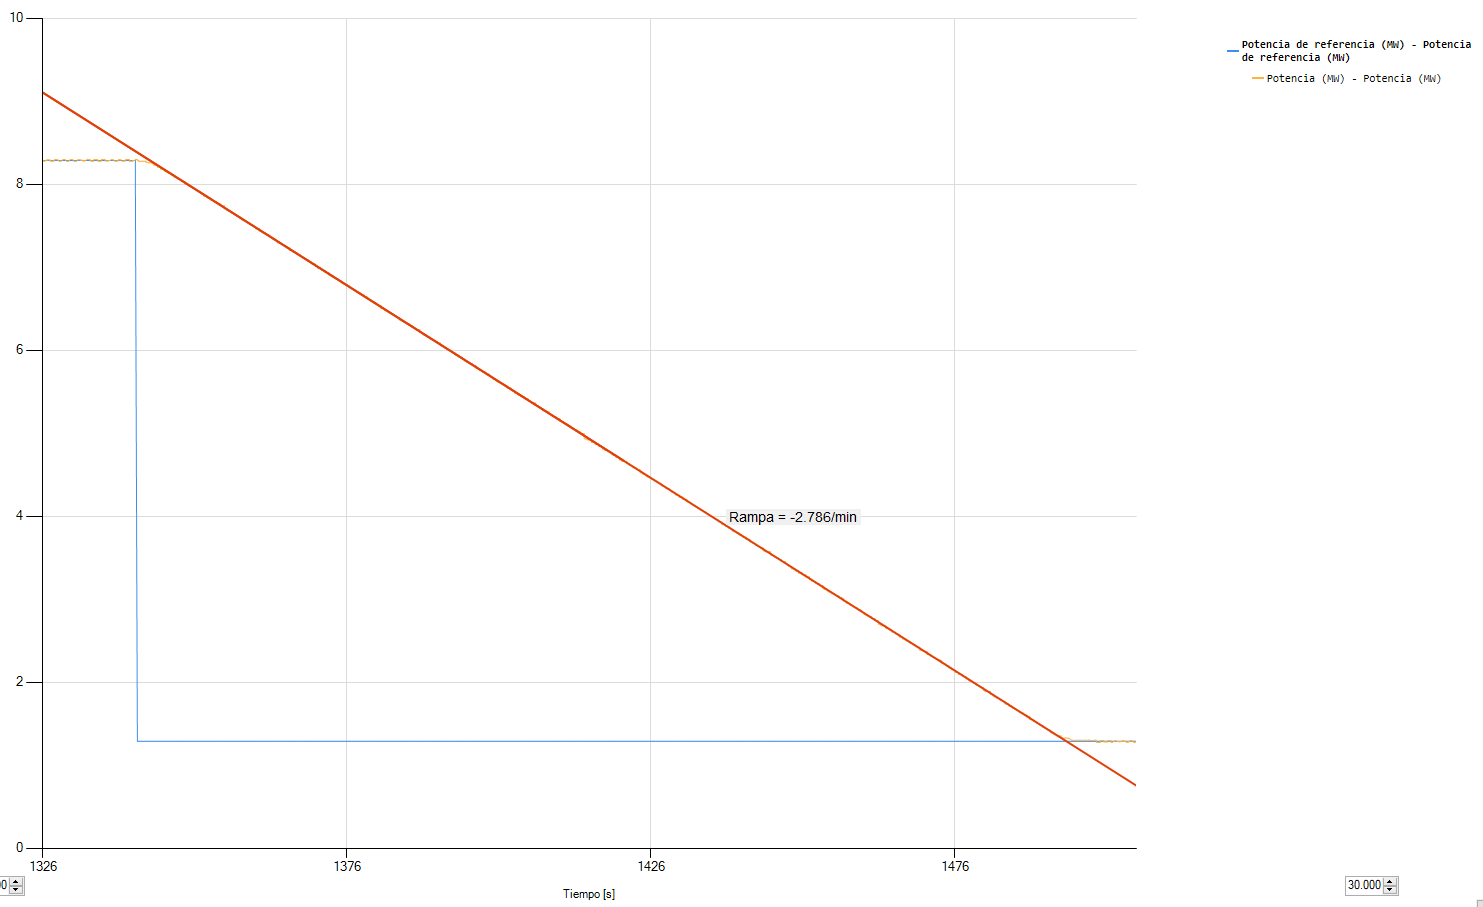 10
Potencia de referencia (MW) - Potencia
de referencia (MW)
Potencia (MW) - Potencia (MW)
8
6
4
Rampa = -2.786/min
2
0
1326
1376
1426
1476
0
30.000
Tiempo [s]